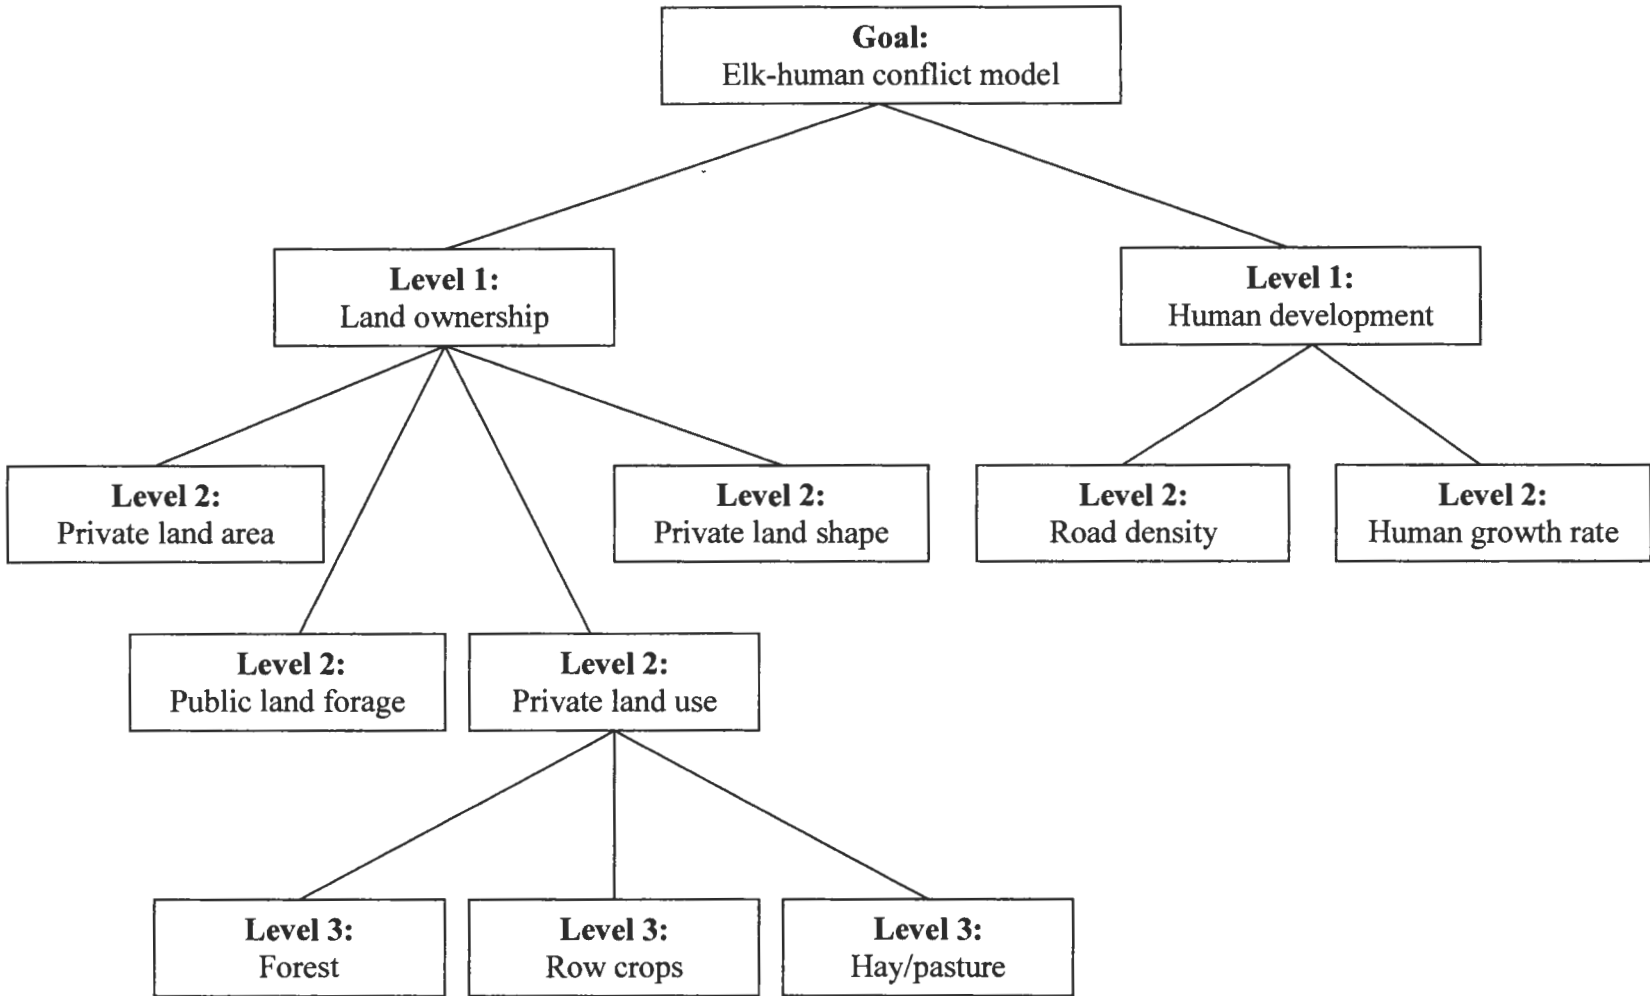 Goal:
Elk-human conflict model
Level 1:
Land ownership
Level 1:
Human development
Level 2:
Private land area
Level 2:
Private land shape
Level 2:
Road density
Level 2:
Human growth rate
Level 2:
Public land forage
Level 2:
Private land use
Level 3:
Forest
Level 3:
Row crops
Level 3:
Hay/pasture